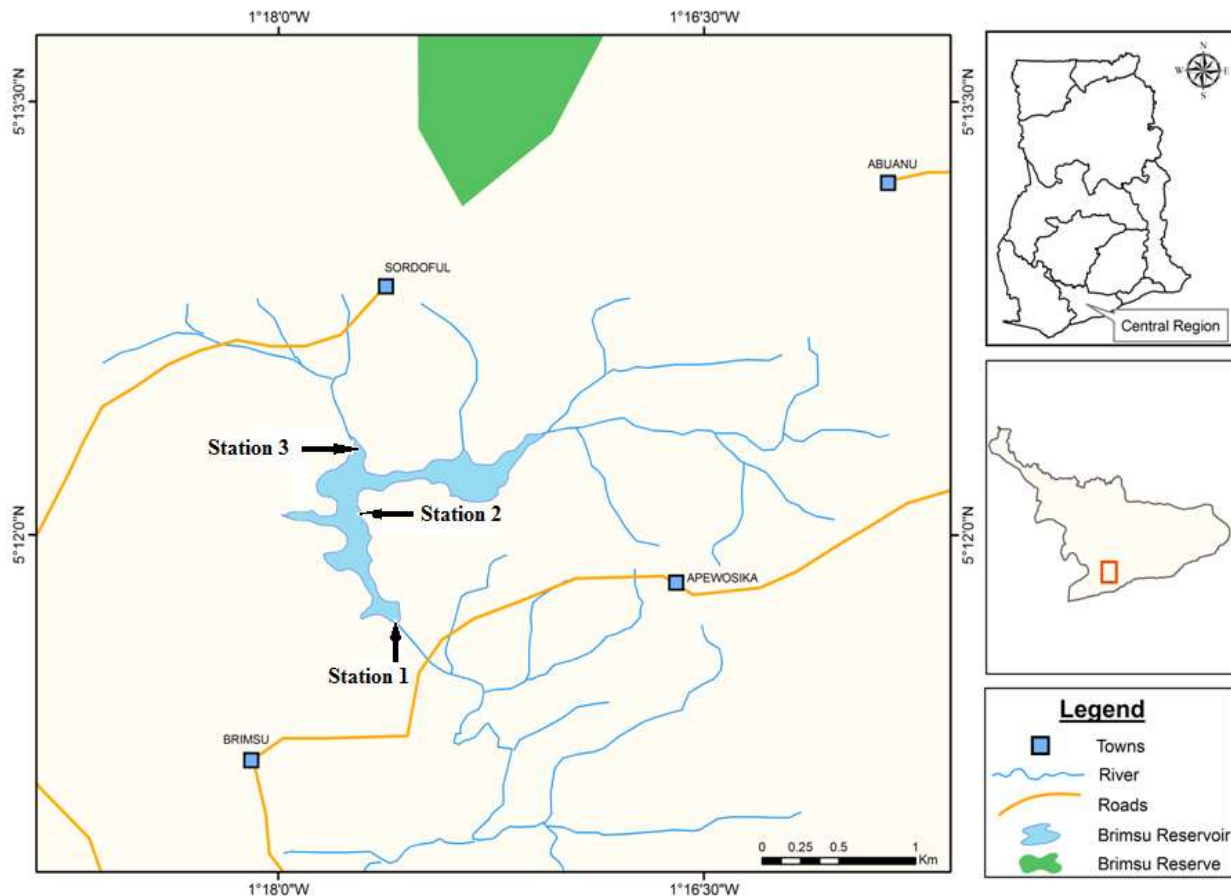 1°18'0"W
1°16'30"W
5°13'30"N
5°13'30"N
ABUANU
SORDOFUL
Station 3
Station 2
5°12'0"N
5°12'0"N
APEWOSIKA
Station 1
BRIMSU
0 0.25 0.5 1
Km
1°18'0"W
1°16'30"W
N
W E
S
Central Region
Legend
Towns
River
Roads
Brimsu Reservoir
Brimsu Reserve